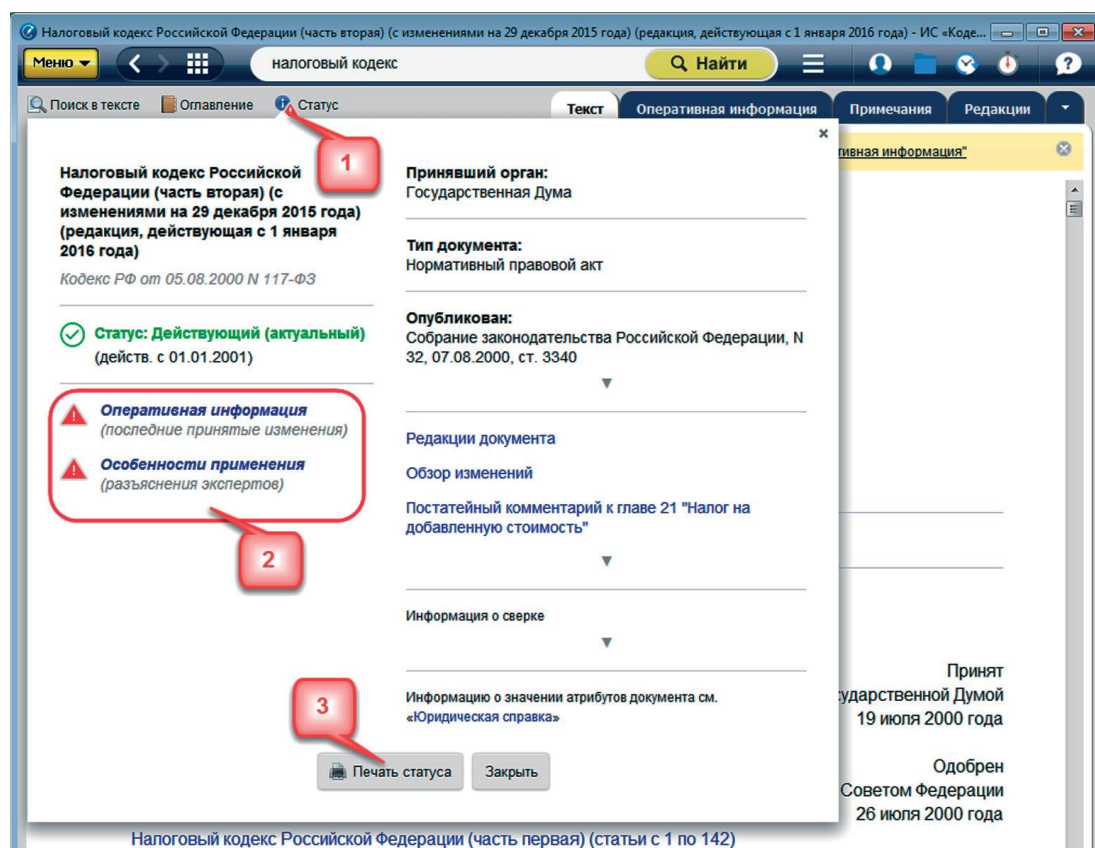 Налоговый кодекс Российской Федерации (часть вторая) (с изменениями на 29 декабря 2015 года) (редакция, действующая с 1 января 2016 года) - ИС «Коде...
Меню
налоговый кодекс
Найти
?
Поиск в тексте
Оглавление
Статус
Текст
Оперативная информация
Примечания
Редакции
1
тивная информация"
Налоговый кодекс Российской
Федерации (часть вторая) (с
изменениями на 29 декабря 2015 года)
(редакция, действующая с 1 января
2016 года)
Кодекс РФ от 05.08.2000 N 117-ФЗ
Статус: Действующий (актуальный)
(действ. с 01.01.2001)
Оперативная информация
(последние принятые изменения)
Особенности применения
(разъяснения экспертов)
2
Принявший орган:
Государственная Дума
Тип документа:
Нормативный правовой акт
Опубликован:
Собрание законодательства Российской Федерации, N
32, 07.08.2000, ст. 3340
Редакции документа
Обзор изменений
Постатейный комментарий к главе 21 "Налог на
добавленную стоимость"
Информация о сверке
Информацию о значении атрибутов документа см.
«Юридическая справка»
3
Печать статуса
Закрыть
Принят
сударственной Думой
19 июля 2000 года
Одобрен
Советом Федерации
26 июля 2000 года
Налоговый кодекс Российской Федерации (часть первая) (статьи с 1 по 142)